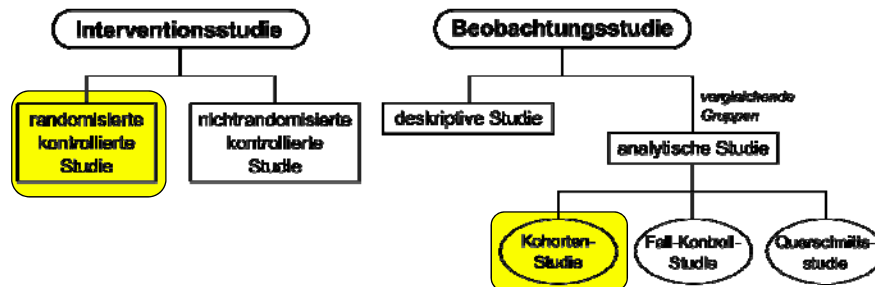 Interventionsstudie
Beobachtungsstudie
randomisierte
kontrollierte
Studie
nichtrandomisierte
kontrollierte
Studie
deskriptive Studie
vergleichende
Gruppen
analytische Studie
Kohorten-
Studie
Fall-Kontroll-
Studie
Querschnitts-
studie